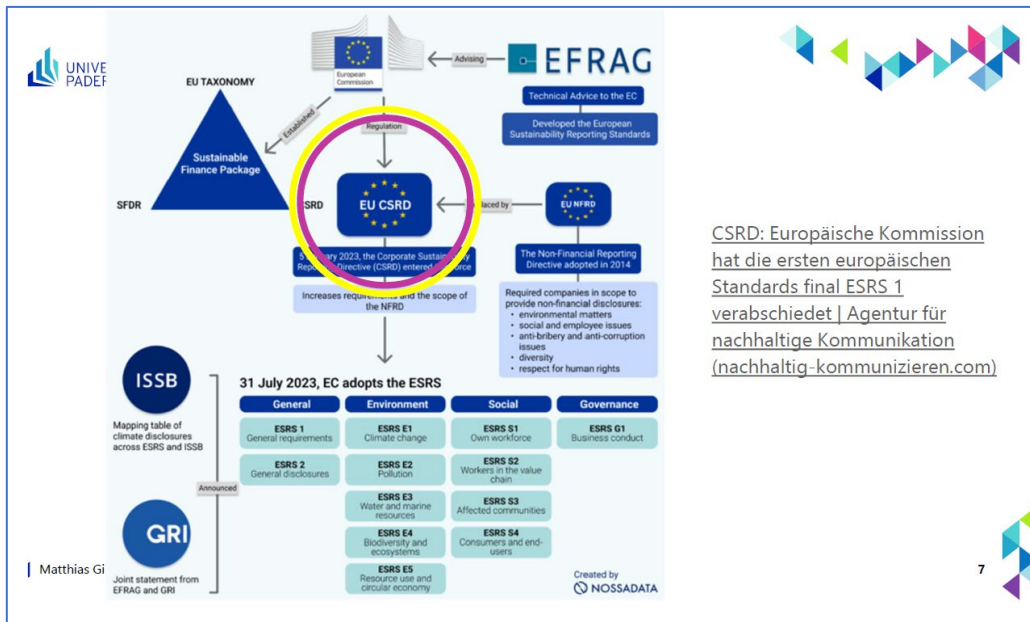 UNIVE
PADEF
EU TAXONOMY
European
Commission
Advising
EFRAG
Technical Advice to the EC
Developed the European
Sustainability Reporting Standards
Established
Regulation
Sustainable
Finance Package
SFDR
CSRD
EU CSRD
EU NFRD
5 2023, the Corporate
Directive (CSRD) entered
Increases requirements and the scope of
the NFRD
The Non-Financial Reporting
Directive adopted in 2014
Required companies in scope to
provide non-financial disclosures:
• environmental matters
• social and employee issues
• anti-bribery and anti-corruption
issues
• diversity
• respect for human rights
CSRD: Europäische Kommission
hat die ersten europäischen
Standards final ESRS 1
verabschiedet | Agentur für
nachhaltige Kommunikation
(nachhaltig-kommunizieren.com)
ISSB
Mapping table of
climate disclosures
across ESRS and ISSB
Announced
GRI
Joint statement from
EFRAG and GRI
31 July 2023, EC adopts the ESRS
General
Environment
Social
Governance
ESRS 1
General requirements
ESRS E1
Climate change
ESRS S1
Own workforce
ESRS G1
Business conduct
ESRS 2
General disclosures
ESRS E2
Pollution
ESRS S2
Workers in the value
chain
ESRS E3
Water and marine
resources
ESRS S3
Affected communities
ESRS E4
Biodiversity and
ecosystems
ESRS S4
Consumers and end-
users
ESRS E5
Resource use and
circular economy
Created by
NOSSADATA
| Matthias Gi
7